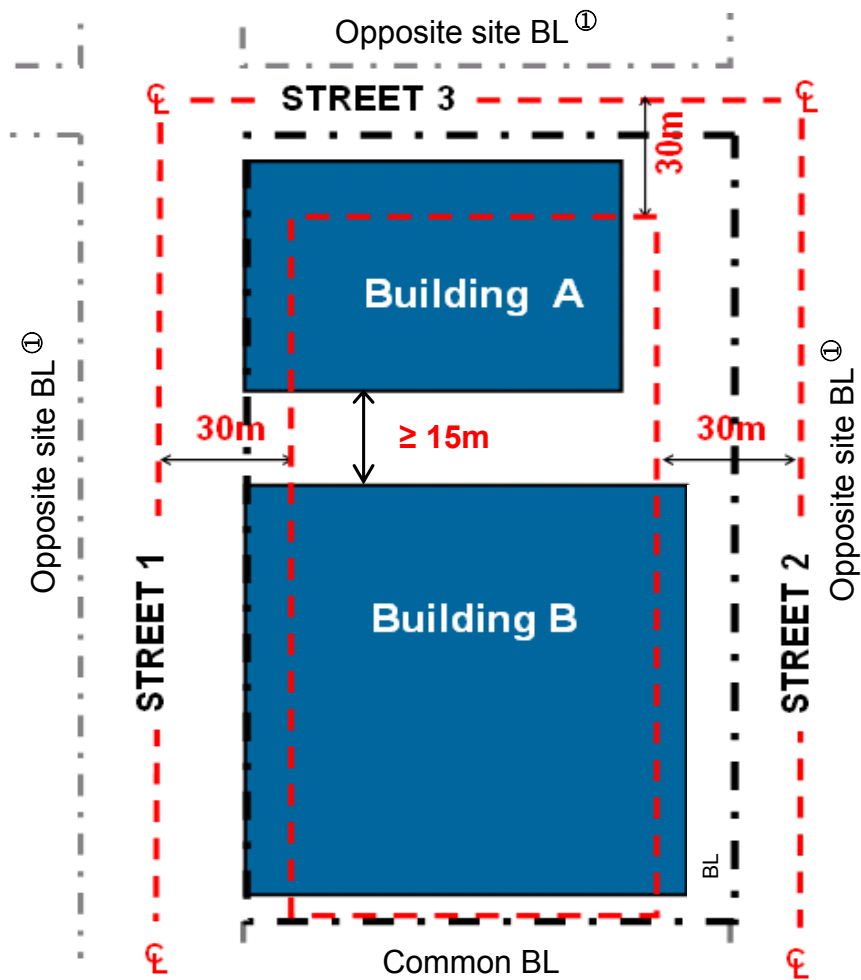 Opposite site BL ①
℄
STREET 3
℄
30m
Building A
Opposite site BL ①
30m
≥ 15m
30m
Opposite site BL ①
STREET 1
Building B
STREET 2
BL
℄
Common BL
℄